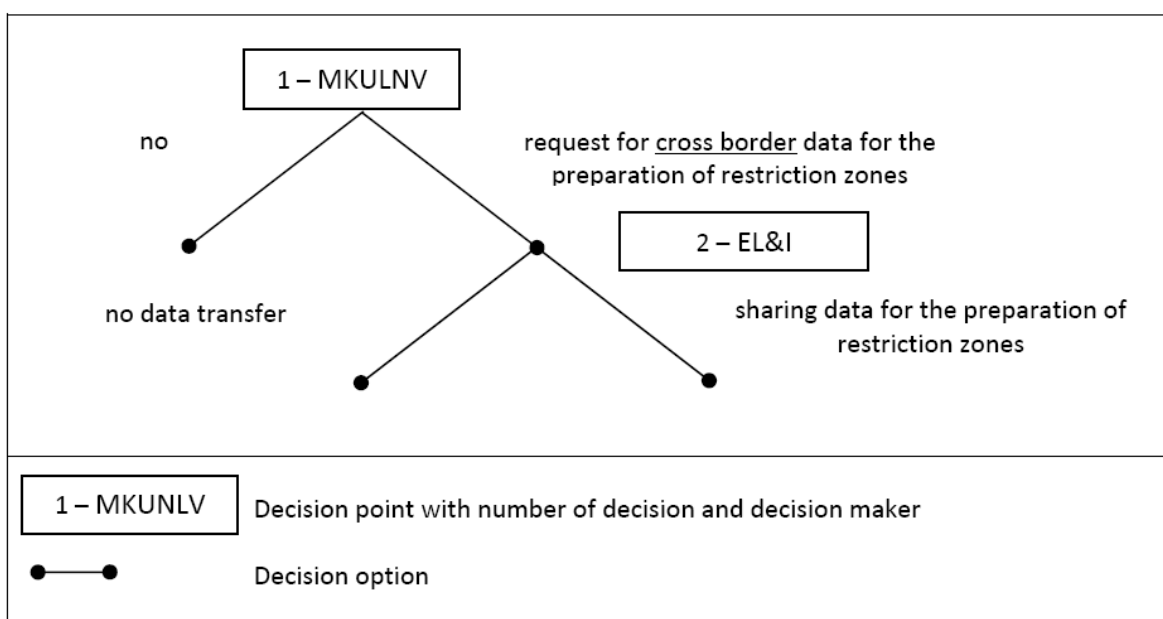 1 – MKULNV
no
request for cross border data for the
preparation of restriction zones
2 – EL&I
no data transfer
sharing data for the preparation of
restriction zones
1 – MKUNLV
Decision point with number of decision and decision maker
Decision option